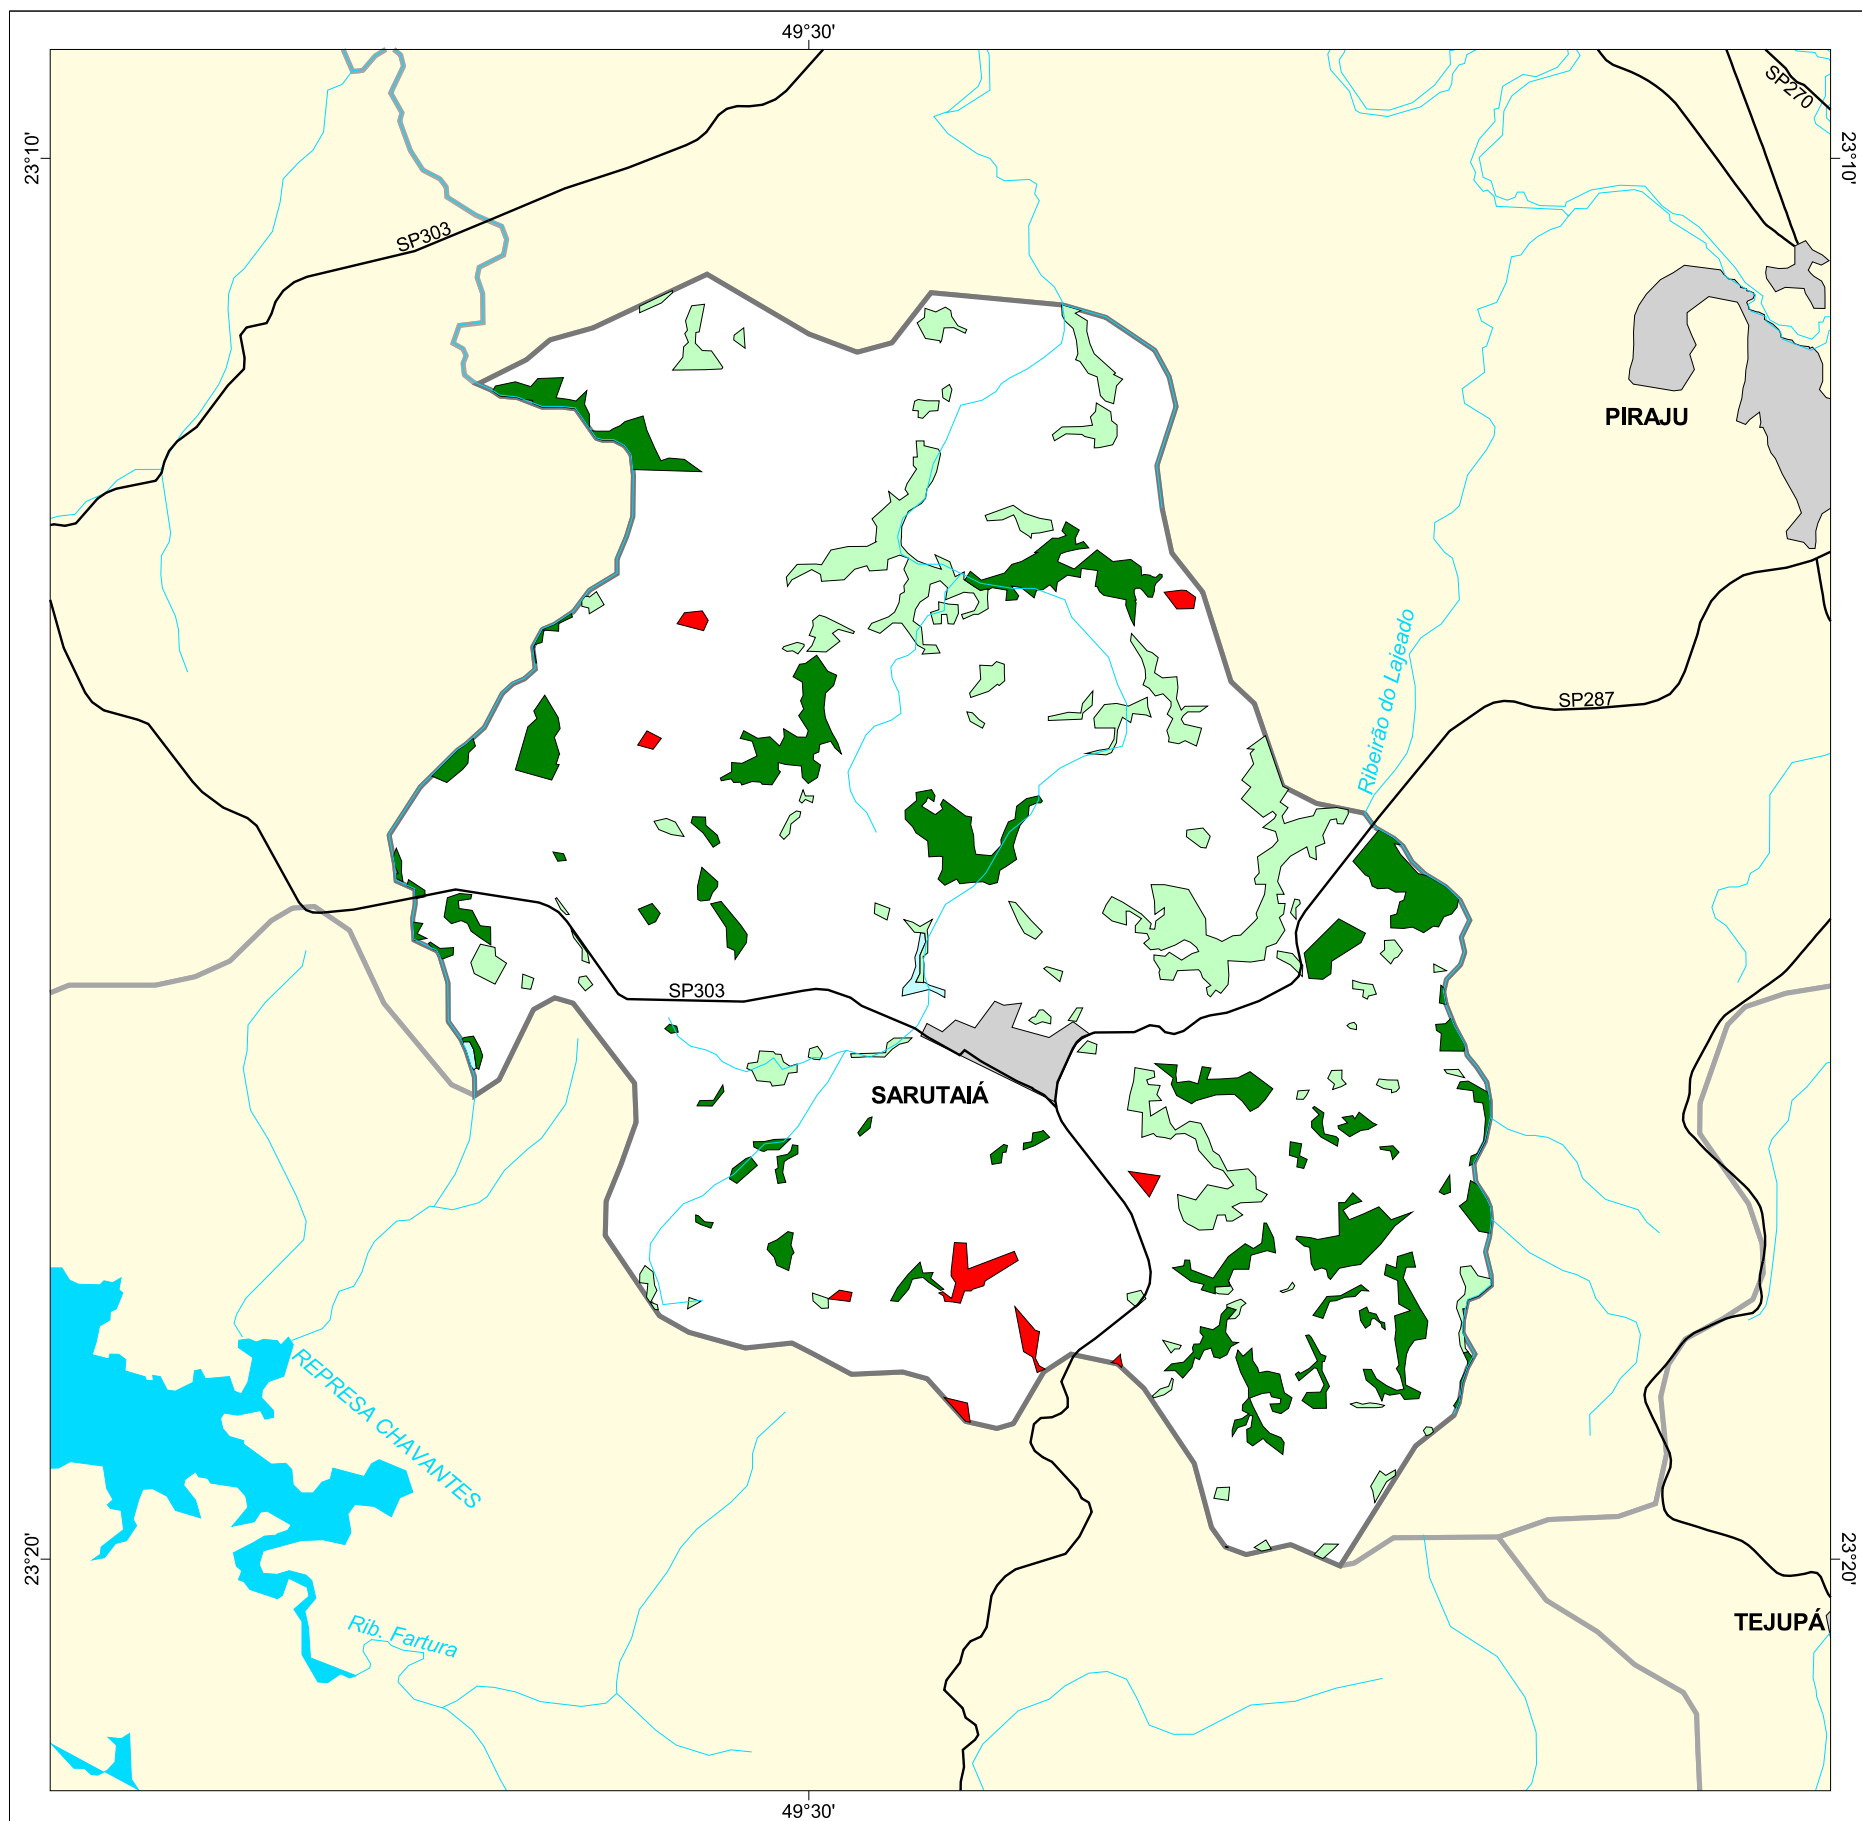 49°30'
SP270
23°10'
23°10'
SP303
PIRAJU
Ribeirão do Lajeado
SP287
SP303
SARUTAIÁ
REPRESA CHAVANTES
23°20'
23°20'
Rib. Fartura
TEJUPÁ
49°30'